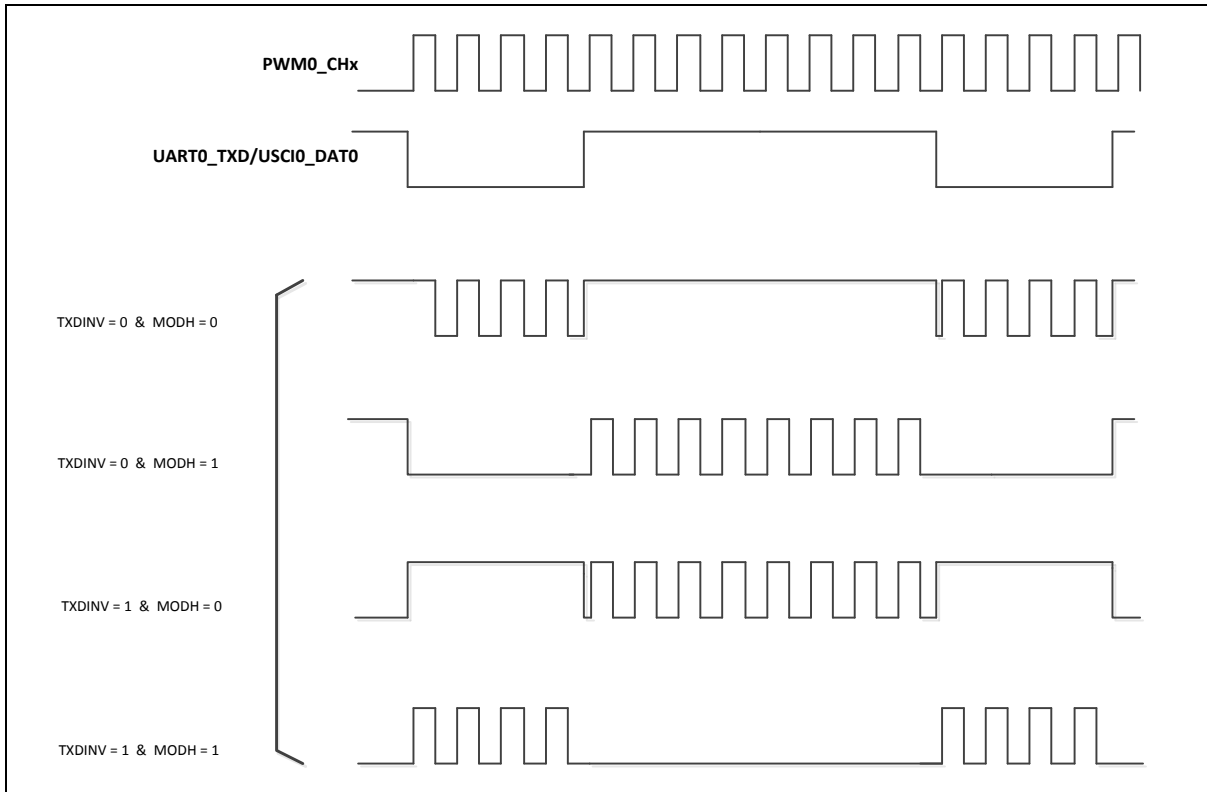 PWM0_CHx
UART0_TXD/USCI0_DAT0
TXDINV = 0 & MODH = 0
TXDINV = 0 & MODH = 1
TXDINV = 1 & MODH = 0
TXDINV = 1 & MODH = 1